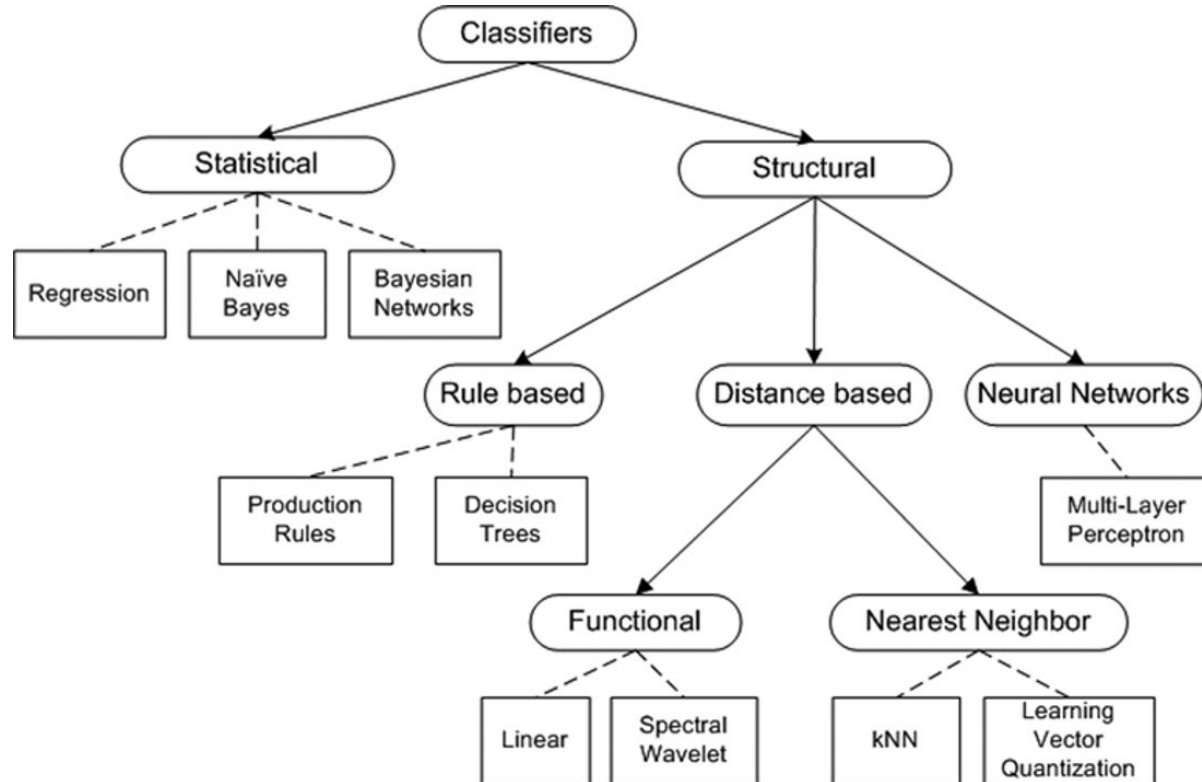 Classifiers
Statistical
Structural
Regression
Naïve
Bayes
Bayesian
Networks
Rule based
Distance based
Neural Networks
Production
Rules
Decision
Trees
Multi-Layer
Perceptron
Functional
Nearest Neighbor
Linear
Spectral
Wavelet
kNN
Learning
Vector
Quantization